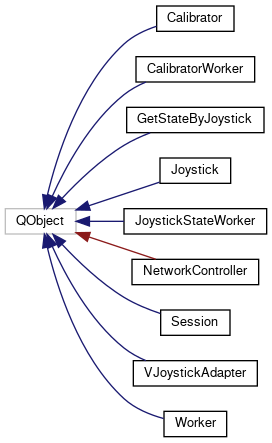 Calibrator
CalibratorWorker
GetStateByJoystick
Joystick
QObject
JoystickStateWorker
NetworkController
Session
VJoystickAdapter
Worker